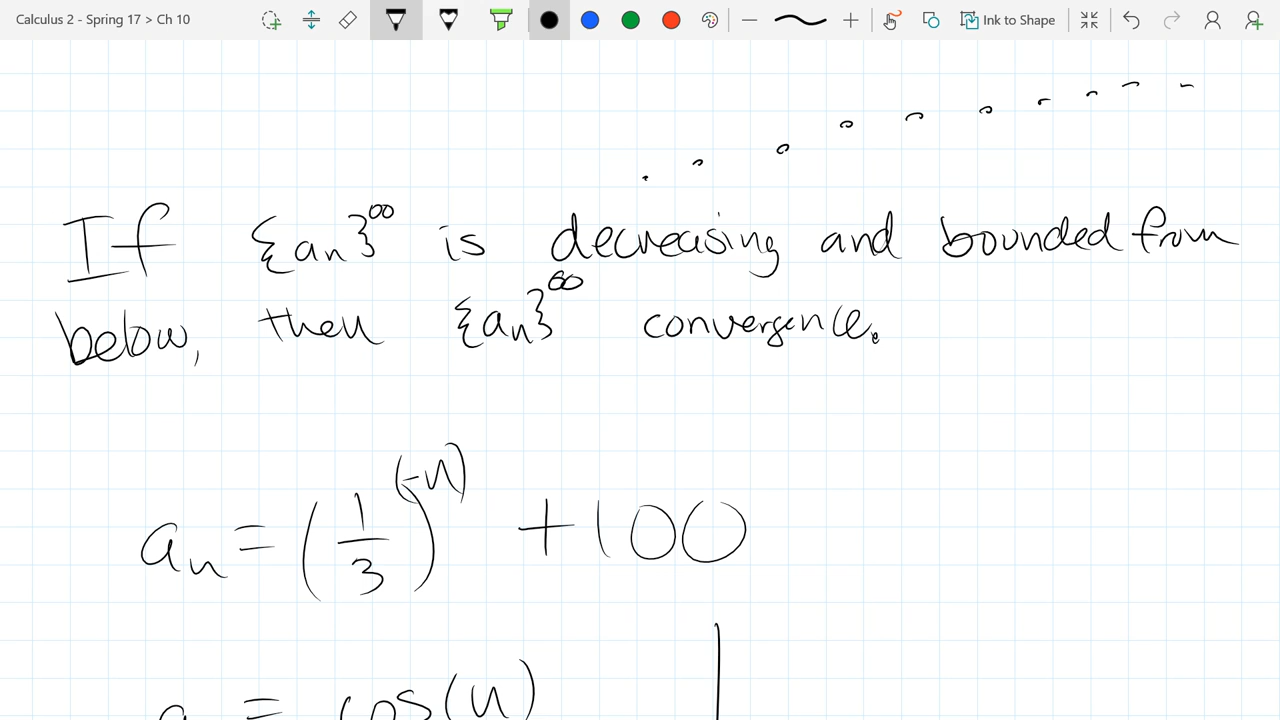 Calculus 2 - Spring 17 > Ch 10
Ink to Shape
If {aₙ}^∞ is decreasing and bounded from
below, then {aₙ}^∞ convergence.
aₙ = (1/3)^(-n) + 100
a = cos(n)